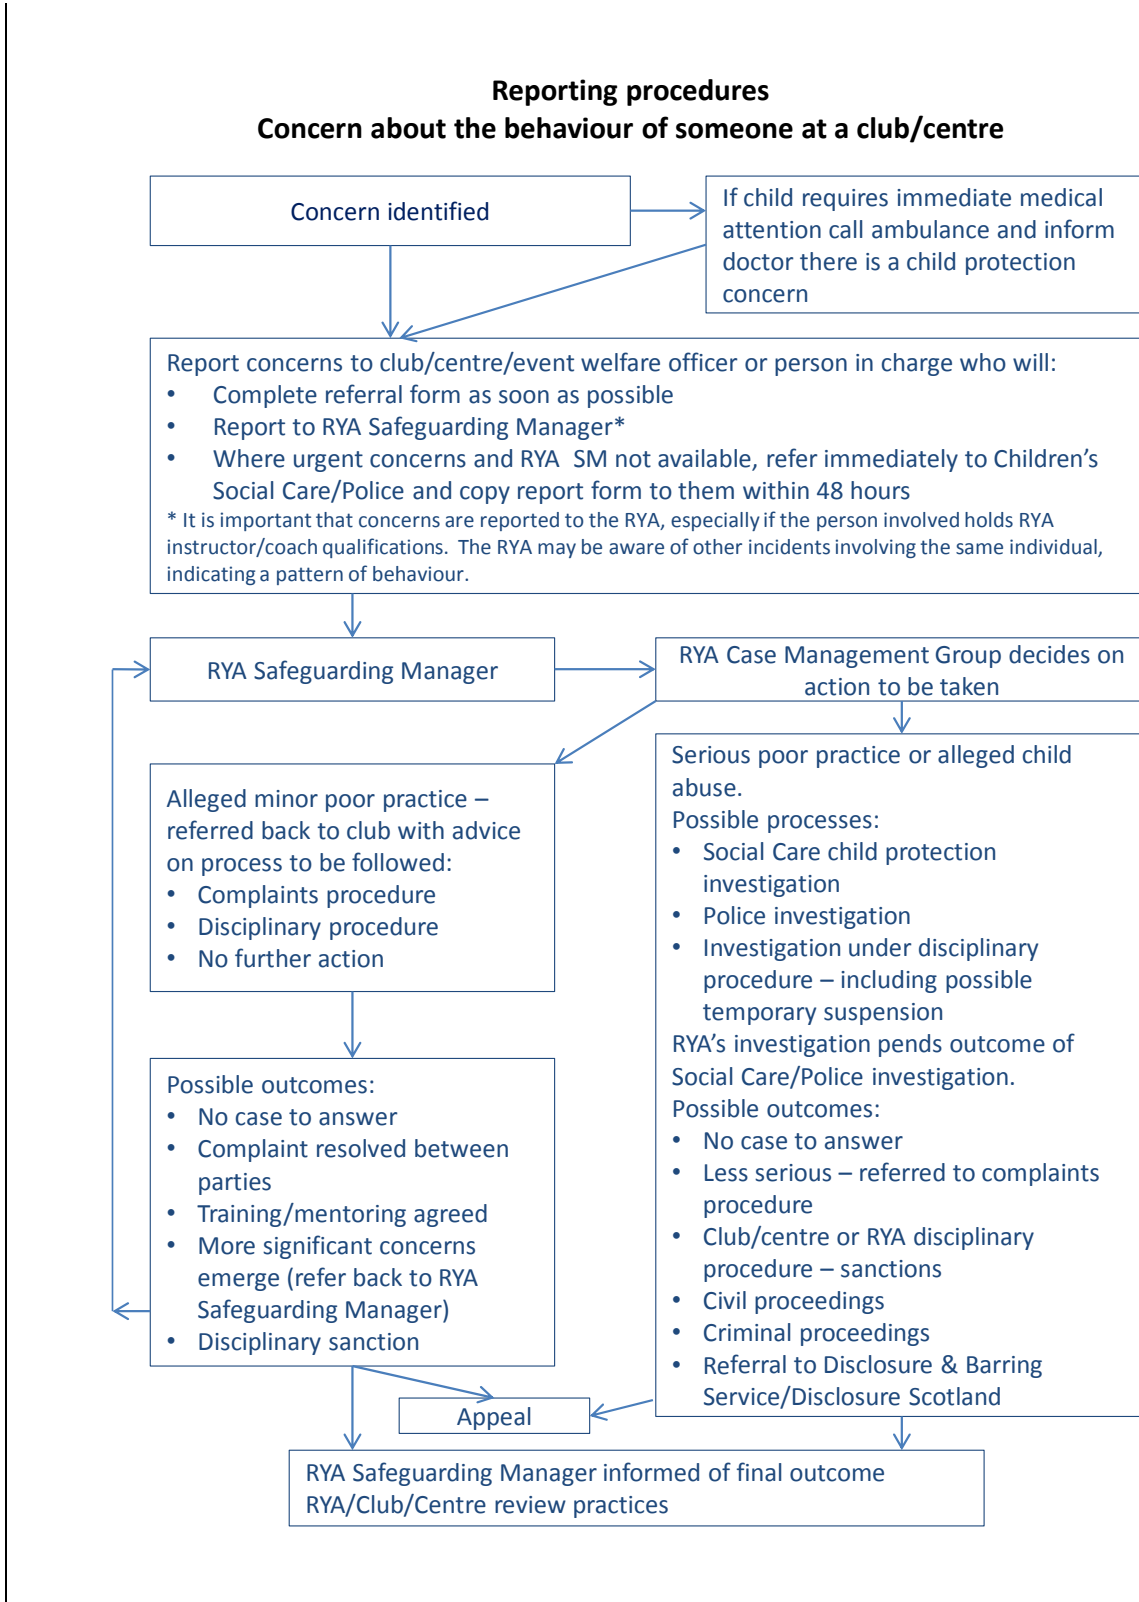 Reporting procedures
Concern about the behaviour of someone at a club/centre
Concern identified
If child requires immediate medical
attention call ambulance and inform
doctor there is a child protection
concern
Report concerns to club/centre/event welfare officer or person in charge who will:
• Complete referral form as soon as possible
• Report to RYA Safeguarding Manager*
• Where urgent concerns and RYA SM not available, refer immediately to Children’s
Social Care/Police and copy report form to them within 48 hours
* It is important that concerns are reported to the RYA, especially if the person involved holds RYA
instructor/coach qualifications. The RYA may be aware of other incidents involving the same individual,
indicating a pattern of behaviour.
RYA Safeguarding Manager
RYA Case Management Group decides on
action to be taken
Alleged minor poor practice –
referred back to club with advice
on process to be followed:
• Complaints procedure
• Disciplinary procedure
• No further action
Serious poor practice or alleged child
abuse.
Possible processes:
• Social Care child protection
investigation
• Police investigation
• Investigation under disciplinary
procedure – including possible
temporary suspension
RYA’s investigation pends outcome of
Social Care/Police investigation.
Possible outcomes:
• No case to answer
• Less serious – referred to complaints
procedure
• Club/centre or RYA disciplinary
procedure – sanctions
• Civil proceedings
• Criminal proceedings
• Referral to Disclosure & Barring
Service/Disclosure Scotland
Possible outcomes:
• No case to answer
• Complaint resolved between
parties
• Training/mentoring agreed
• More significant concerns
emerge (refer back to RYA
Safeguarding Manager)
• Disciplinary sanction
Appeal
RYA Safeguarding Manager informed of final outcome
RYA/Club/Centre review practices